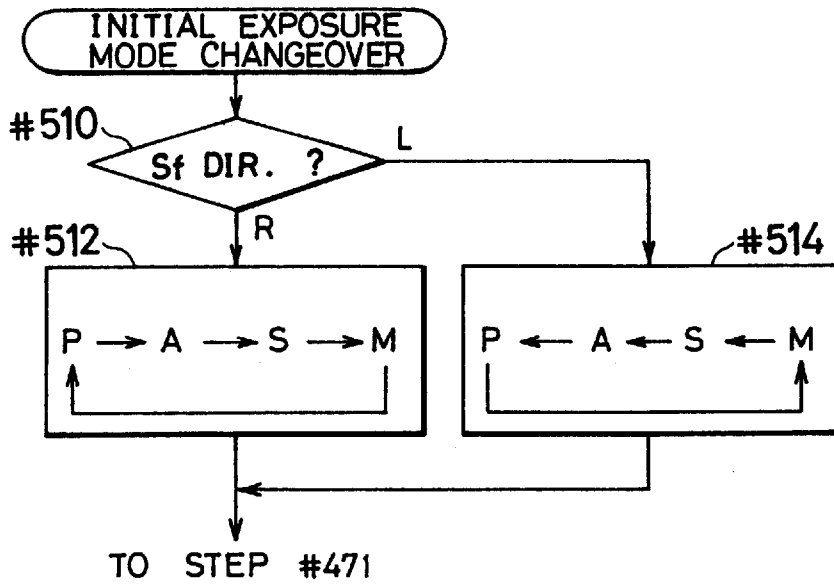 INITIAL EXPOSURE
MODE CHANGEOVER
#510
Sf DIR. ?
L
R
#512
#514
P → A → S → M
P ← A ← S ← M
TO STEP #471